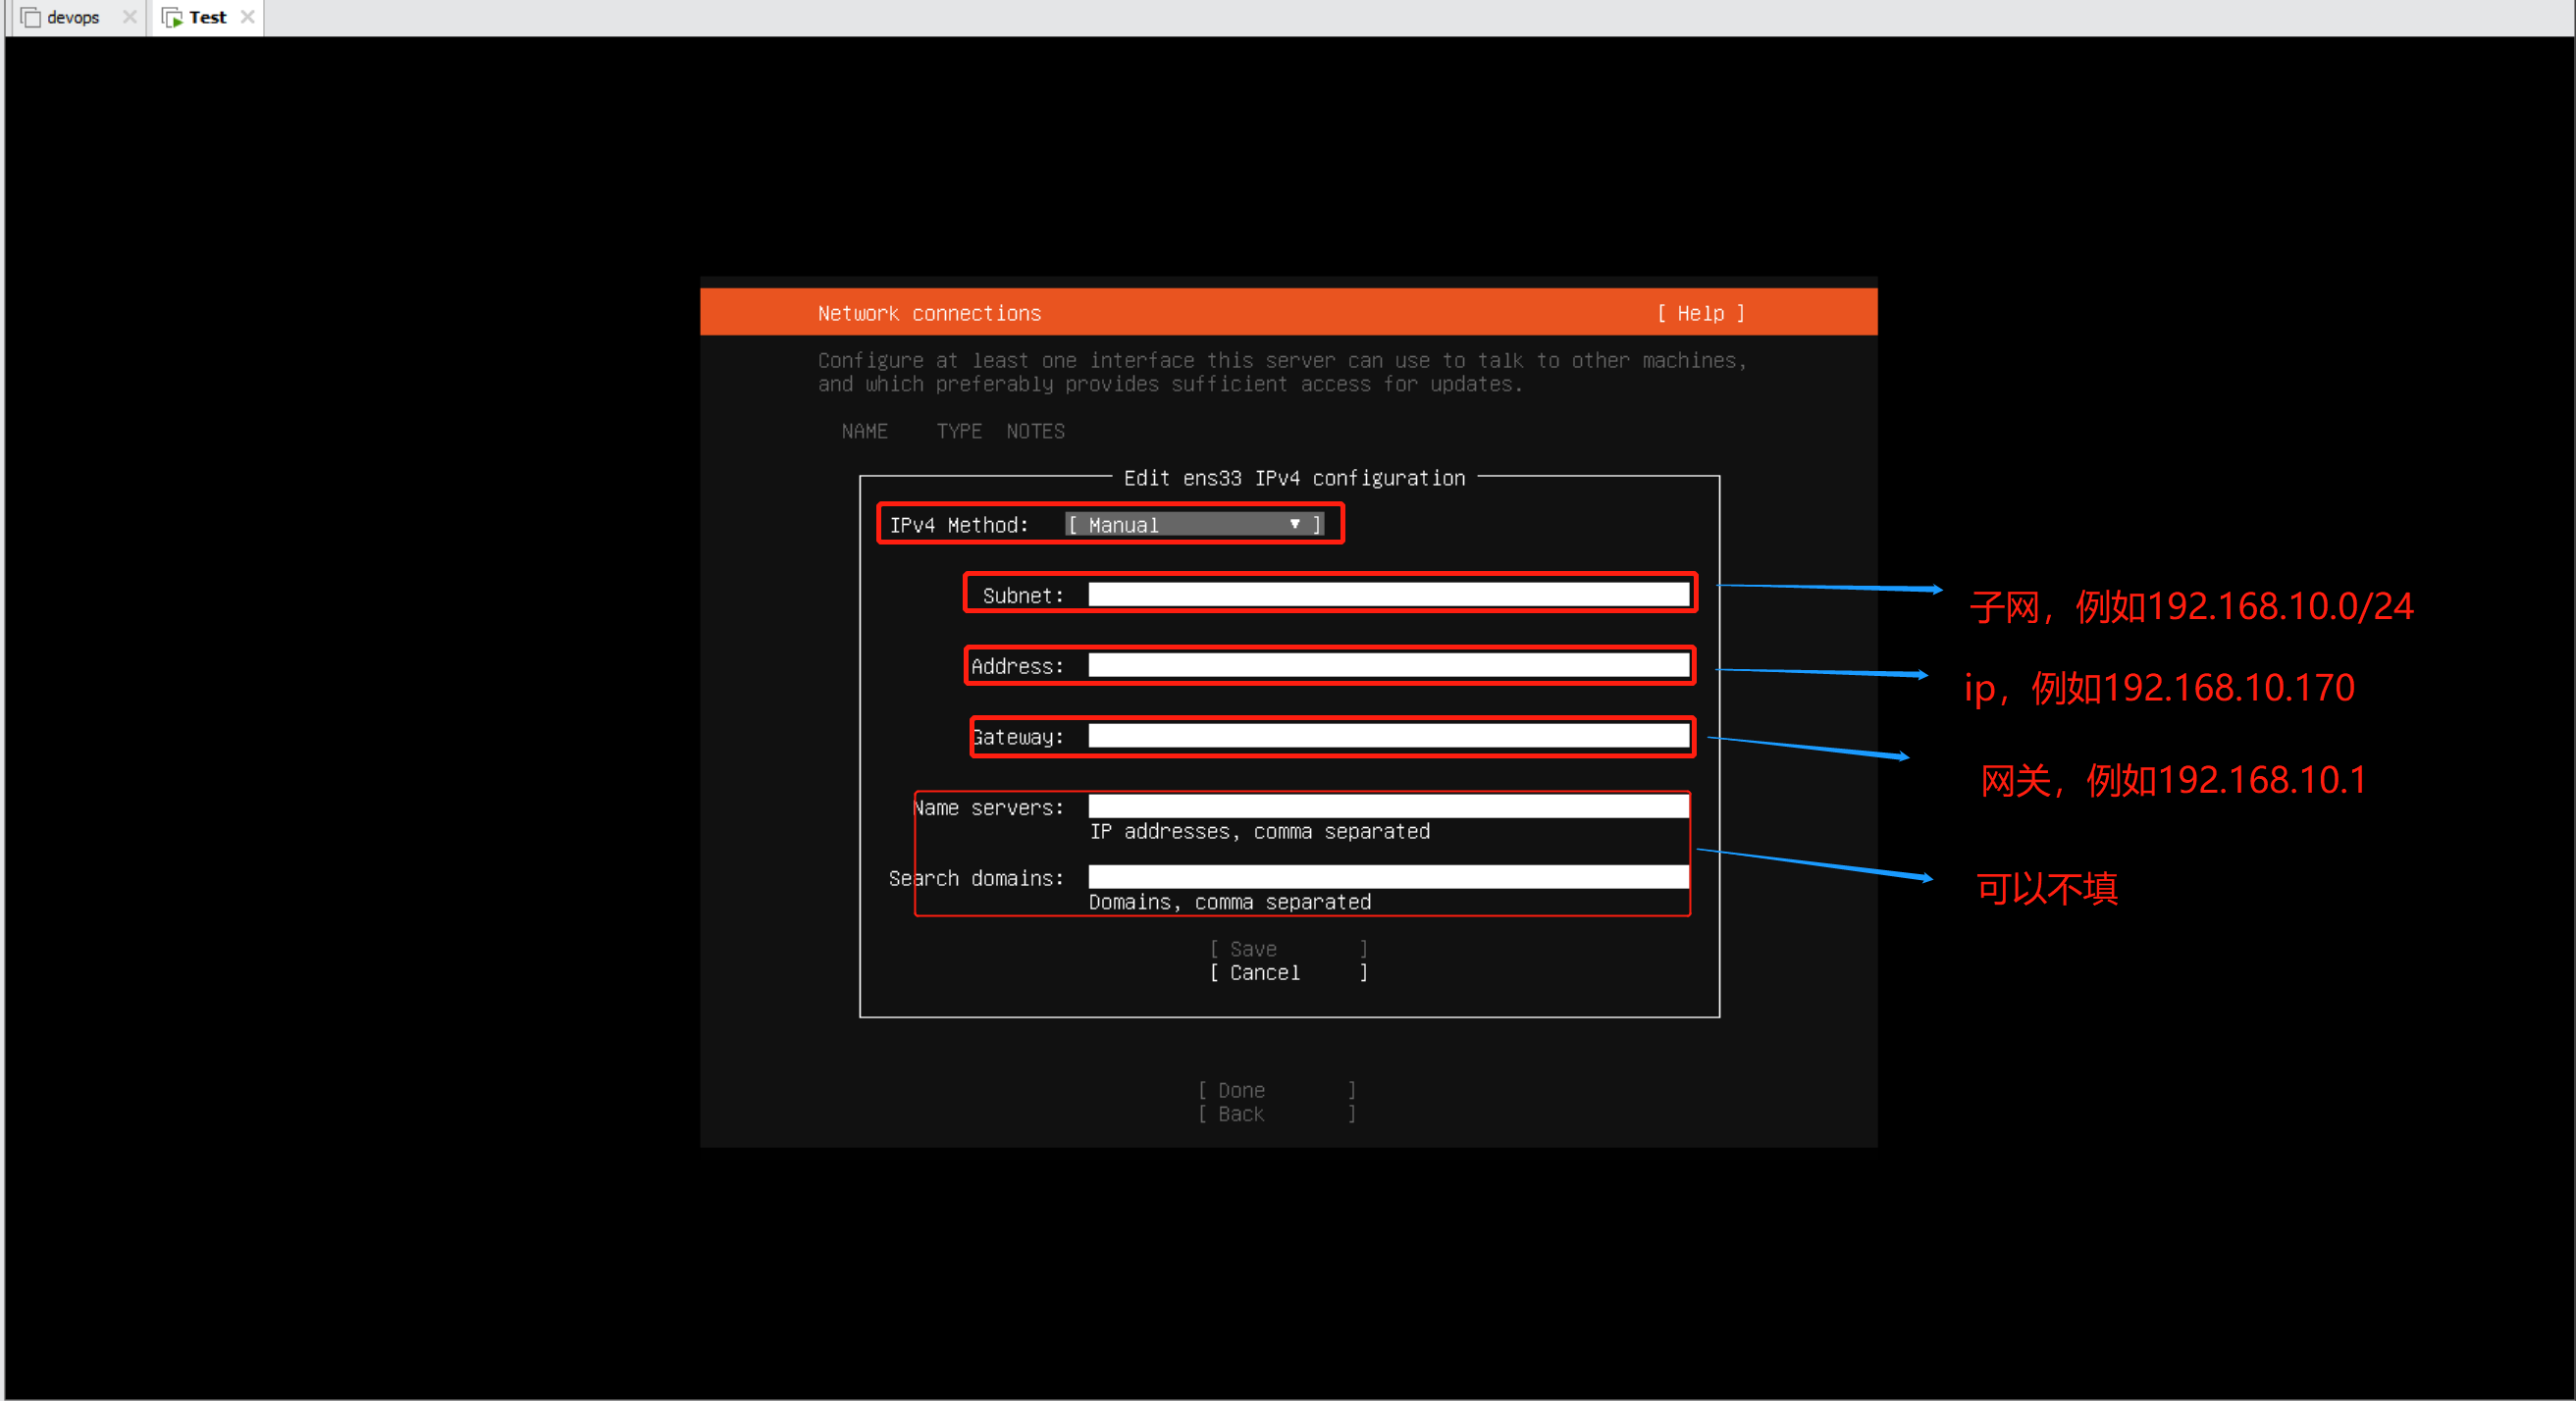 devops
Test
Network connections [ Help ]
Configure at least one interface this server can use to talk to other machines,
and which preferably provides sufficient access for updates.
NAME TYPE NOTES
Edit ens33 IPv4 configuration
IPv4 Method: [ Manual ▼ ]
Subnet:
子网，例如192.168.10.0/24
Address:
ip，例如192.168.10.170
Gateway:
网关，例如192.168.10.1
Name servers:
IP addresses, comma separated
Search domains:
可以不填
Domains, comma separated
[ Save ]
[ Cancel ]
[ Done ]
[ Back ]